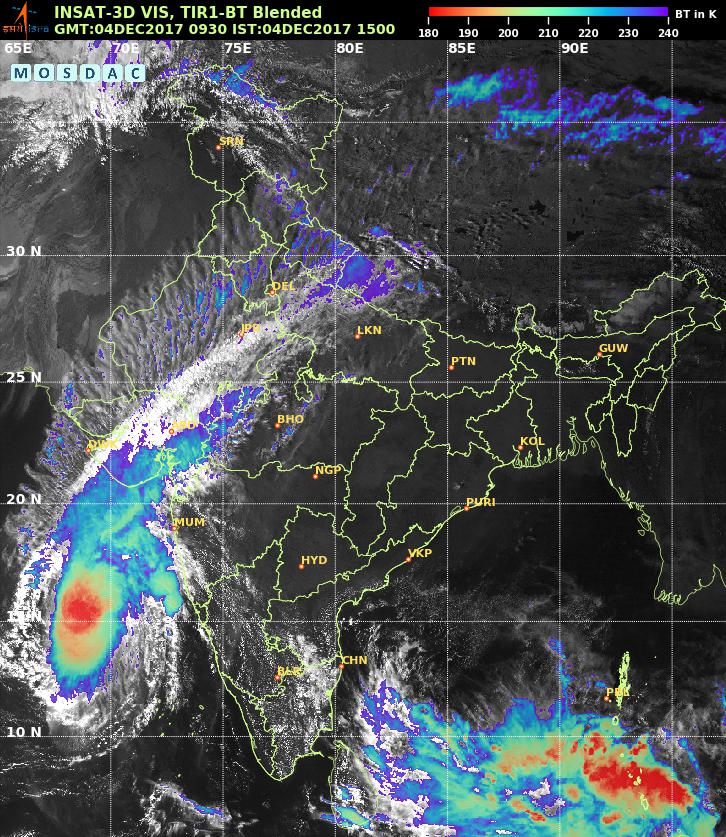 INSAT-3D VIS, TIR1-BT Blended
GMT:04DEC2017 0930 IST:04DEC2017 1500
BT in K
180 190 200 210 220 230 240
65E 70E 75E 80E 85E 90E
M O S D A C
SRN
30 N
DEL
JPR
LKN
GUW
PTN
25 N
BHO
DWK
KOL
NGP
20 N
PURI
MUM
VKP
HYD
CHN
PBL
10 N